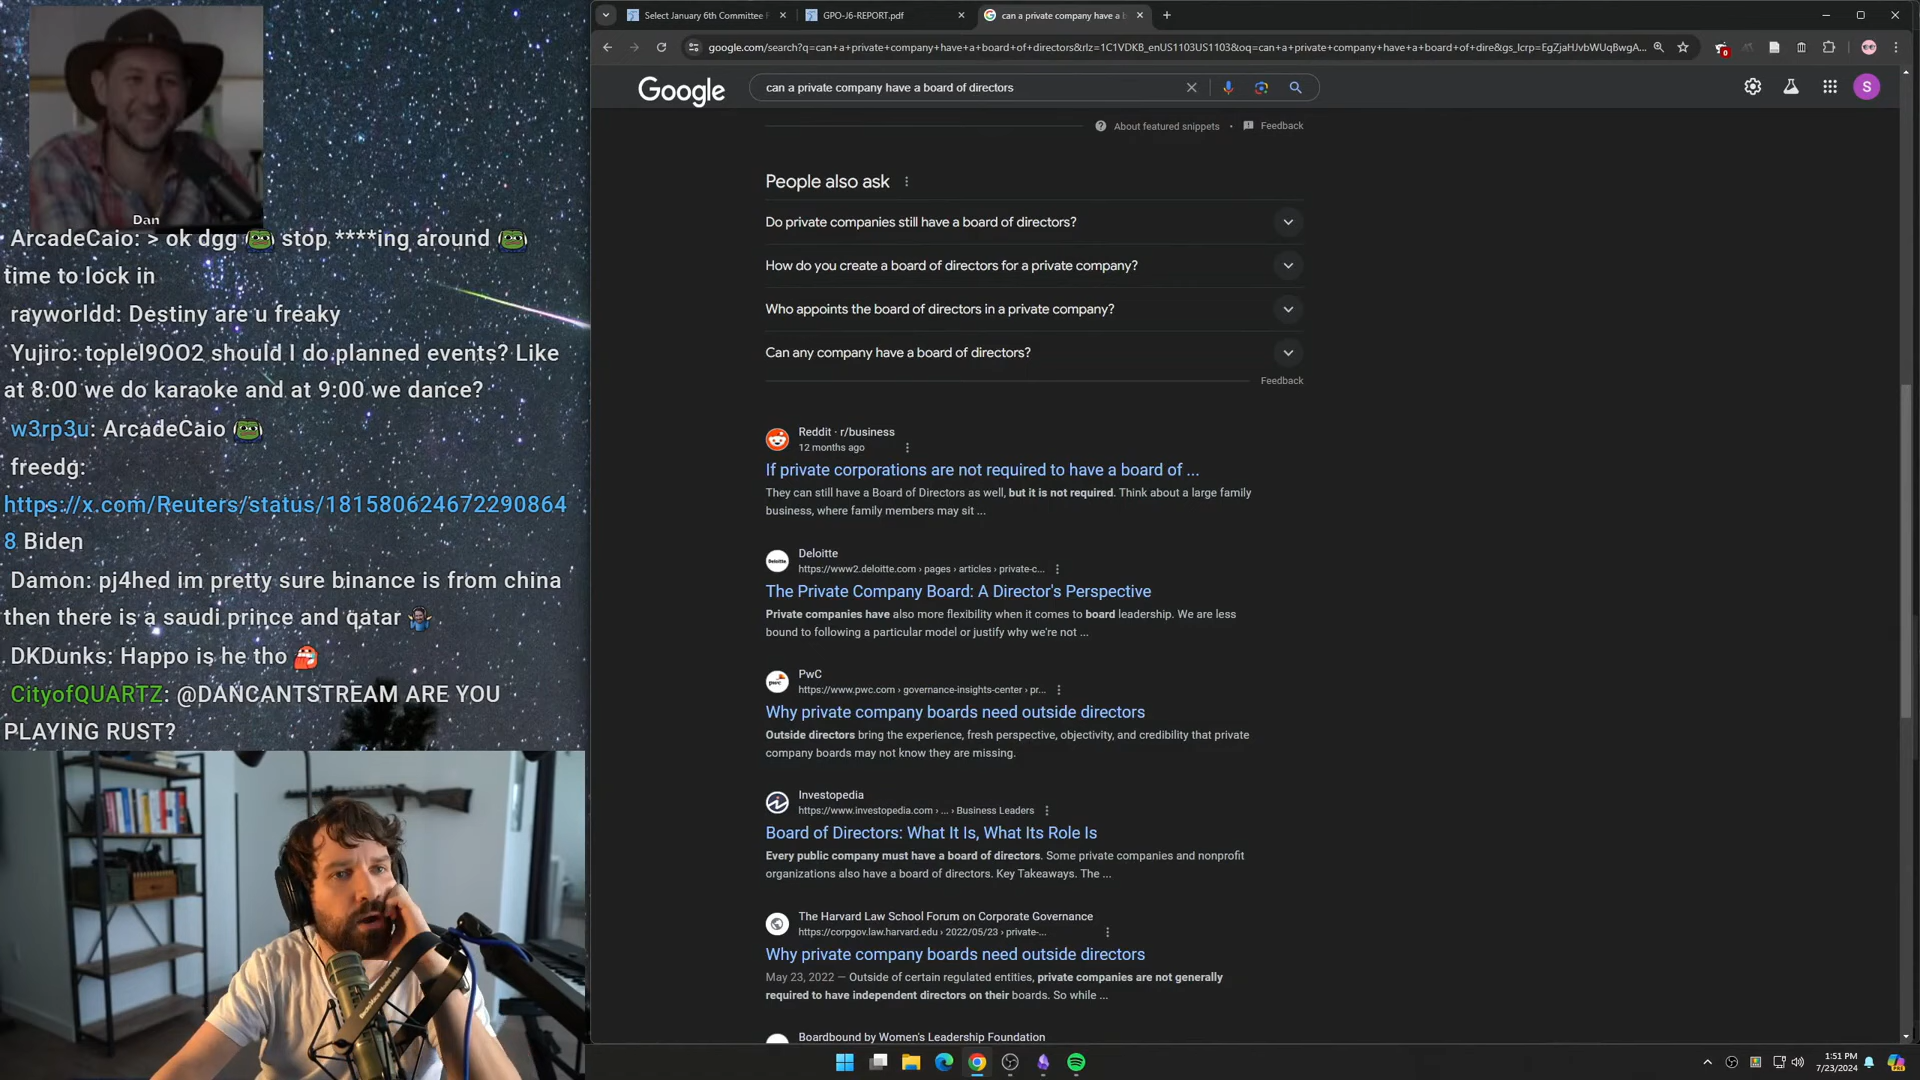 Dan
ArcadeCaio: > ok dgg stop ****ing around
time to lock in
rayworldd: Destiny are u freaky
Yujiro: toplel9OO2 should I do planned events? Like
at 8:00 we do karaoke and at 9:00 we dance?
w3rp3u: ArcadeCaio
freedg:
https://x.com/Reuters/status/181580624672290864
8 Biden
Damon: pj4hed im pretty sure binance is from china
then there is a saudi prince and qatar
DKDunks: Happo is he tho
CityofQUARTZ: @DANCANTSTREAM ARE YOU
PLAYING RUST?
Select January 6th Committee F
GPO-J6-REPORT.pdf
can a private company have a b
google.com/search?q=can+a+private+company+have+a+board+of+directors&rlz=1C1VDKB_enUS1103US1103&oq=can+a+private+company+have+a+board+of+dire&gs_lcrp=EgZjaHJvbWUqBwgA...
Google
can a private company have a board of directors
S
About featured snippets • Feedback
People also ask
Do private companies still have a board of directors?
How do you create a board of directors for a private company?
Who appoints the board of directors in a private company?
Can any company have a board of directors?
Feedback
Reddit · r/business
12 months ago
If private corporations are not required to have a board of ...
They can still have a Board of Directors as well, but it is not required. Think about a large family
business, where family members may sit ...
Deloitte
Deloitte
https://www2.deloitte.com › pages › articles › private-c...
The Private Company Board: A Director's Perspective
Private companies have also more flexibility when it comes to board leadership. We are less
bound to following a particular model or justify why we're not ...
pwc
PwC
https://www.pwc.com › governance-insights-center › pr...
Why private company boards need outside directors
Outside directors bring the experience, fresh perspective, objectivity, and credibility that private
company boards may not know they are missing.
Investopedia
https://www.investopedia.com › ... › Business Leaders
Board of Directors: What It Is, What Its Role Is
Every public company must have a board of directors. Some private companies and nonprofit
organizations also have a board of directors. Key Takeaways. The ...
The Harvard Law School Forum on Corporate Governance
https://corpgov.law.harvard.edu › 2022/05/23 › private-...
Why private company boards need outside directors
May 23, 2022 — Outside of certain regulated entities, private companies are not generally
required to have independent directors on their boards. So while ...
Boardbound by Women's Leadership Foundation
1:51 PM
7/23/2024